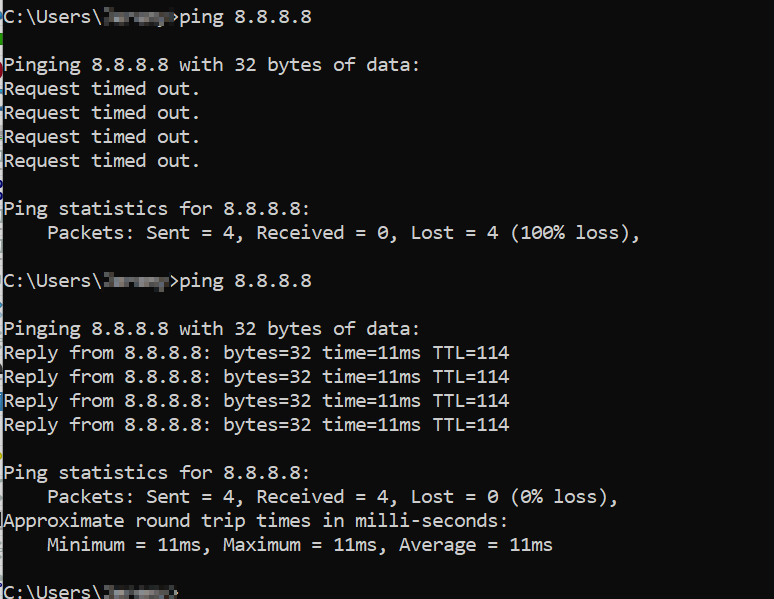 C:\Users\ >ping 8.8.8.8
Pinging 8.8.8.8 with 32 bytes of data:
Request timed out.
Request timed out.
Request timed out.
Request timed out.
Ping statistics for 8.8.8.8:
    Packets: Sent = 4, Received = 0, Lost = 4 (100% loss),
C:\Users\ >ping 8.8.8.8
Pinging 8.8.8.8 with 32 bytes of data:
Reply from 8.8.8.8: bytes=32 time=11ms TTL=114
Reply from 8.8.8.8: bytes=32 time=11ms TTL=114
Reply from 8.8.8.8: bytes=32 time=11ms TTL=114
Reply from 8.8.8.8: bytes=32 time=11ms TTL=114
Ping statistics for 8.8.8.8:
    Packets: Sent = 4, Received = 4, Lost = 0 (0% loss),
Approximate round trip times in milli-seconds:
    Minimum = 11ms, Maximum = 11ms, Average = 11ms
C:\Users\ >